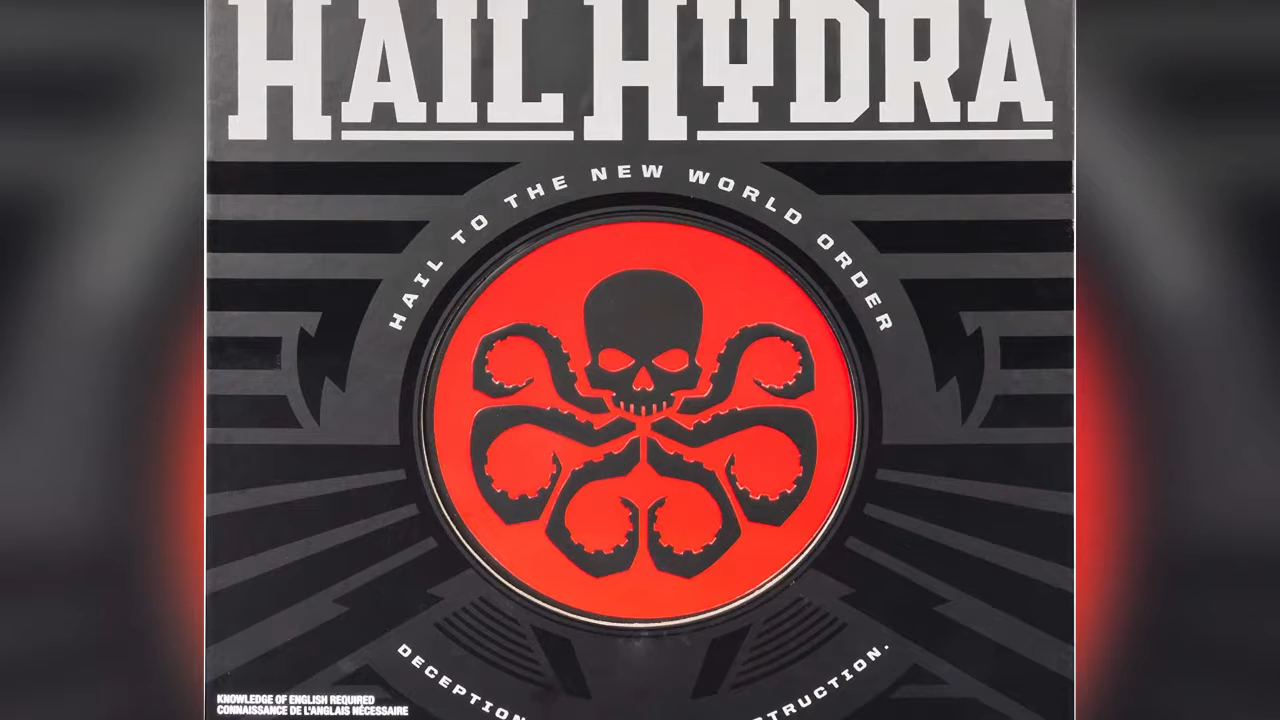 HAIL HYDRA
HAIL TO THE NEW WORLD ORDER
DECEPTION
TRUCTION.
KNOWLEDGE OF ENGLISH REQUIRED
CONNAISSANCE DE L'ANGLAIS NÉCESSAIRE